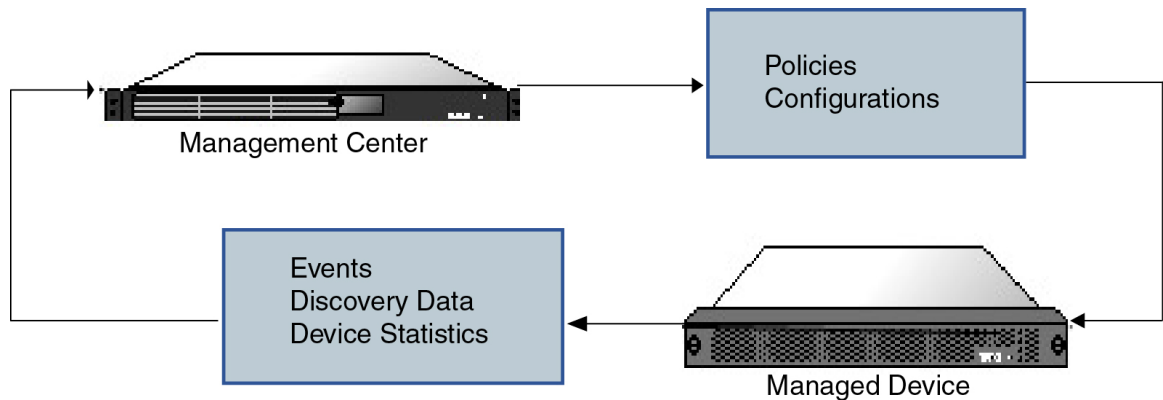 Management Center
Policies
Configurations
Events
Discovery Data
Device Statistics
Managed Device